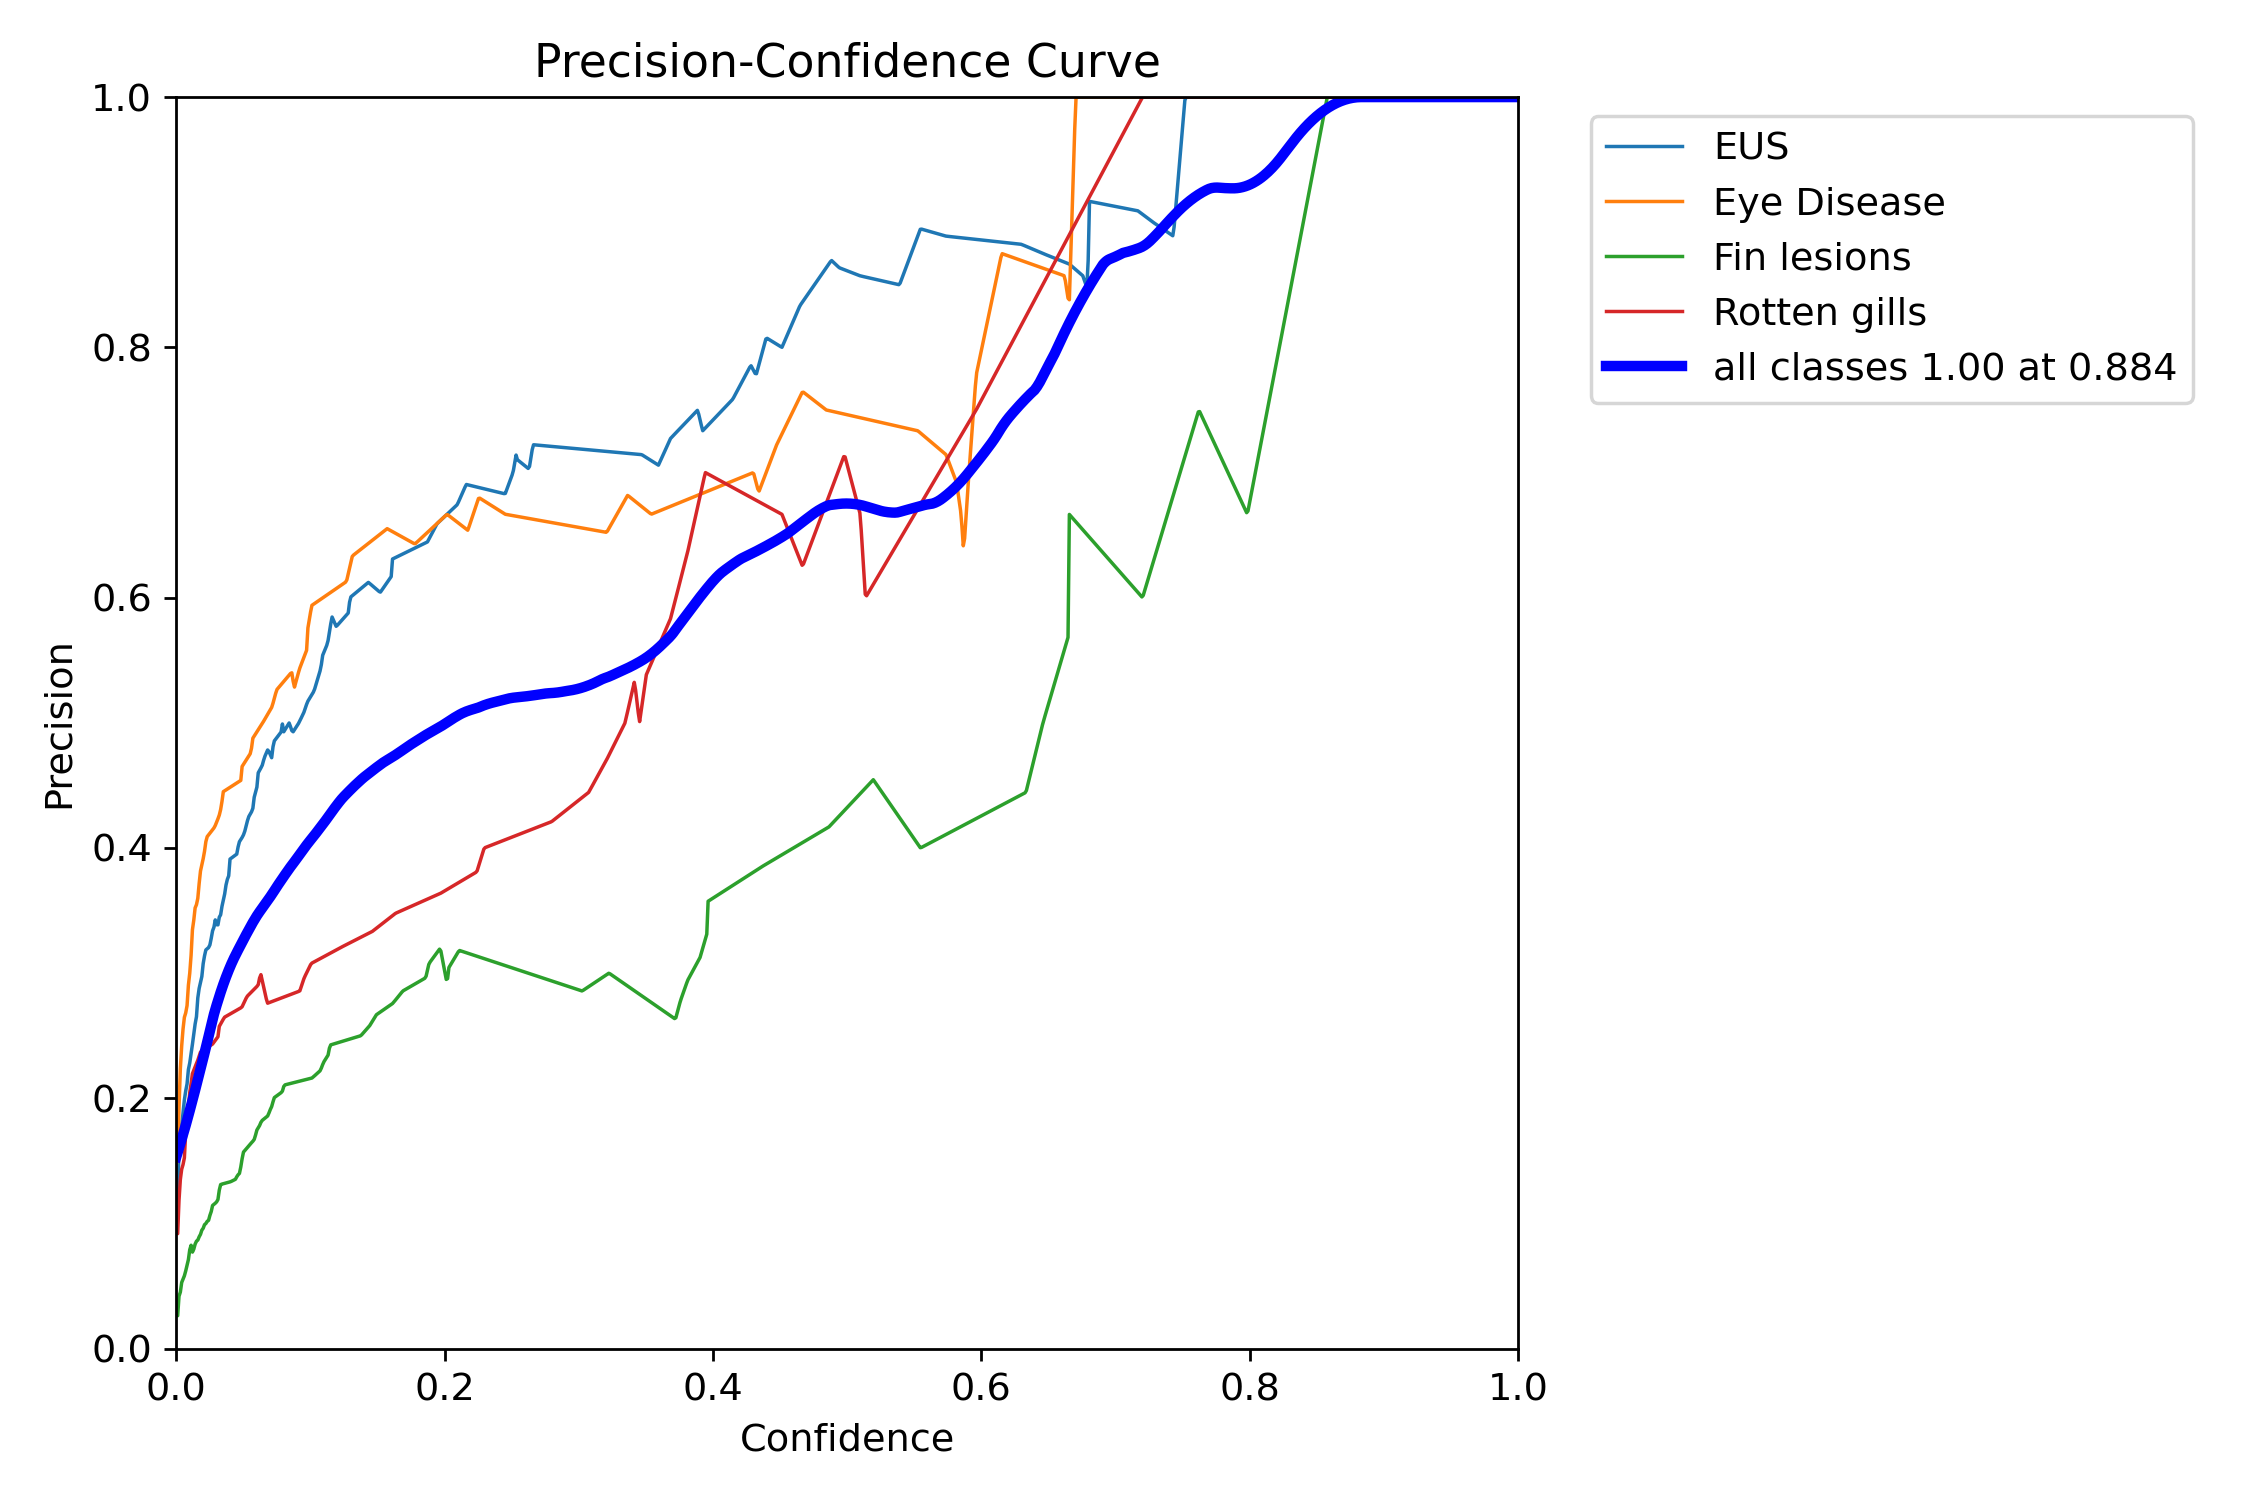 Precision-Confidence Curve
1.0
0.8
0.6
0.4
0.2
0.0
Precision
0.0 0.2 0.4 0.6 0.8 1.0
Confidence
EUS
Eye Disease
Fin lesions
Rotten gills
all classes 1.00 at 0.884